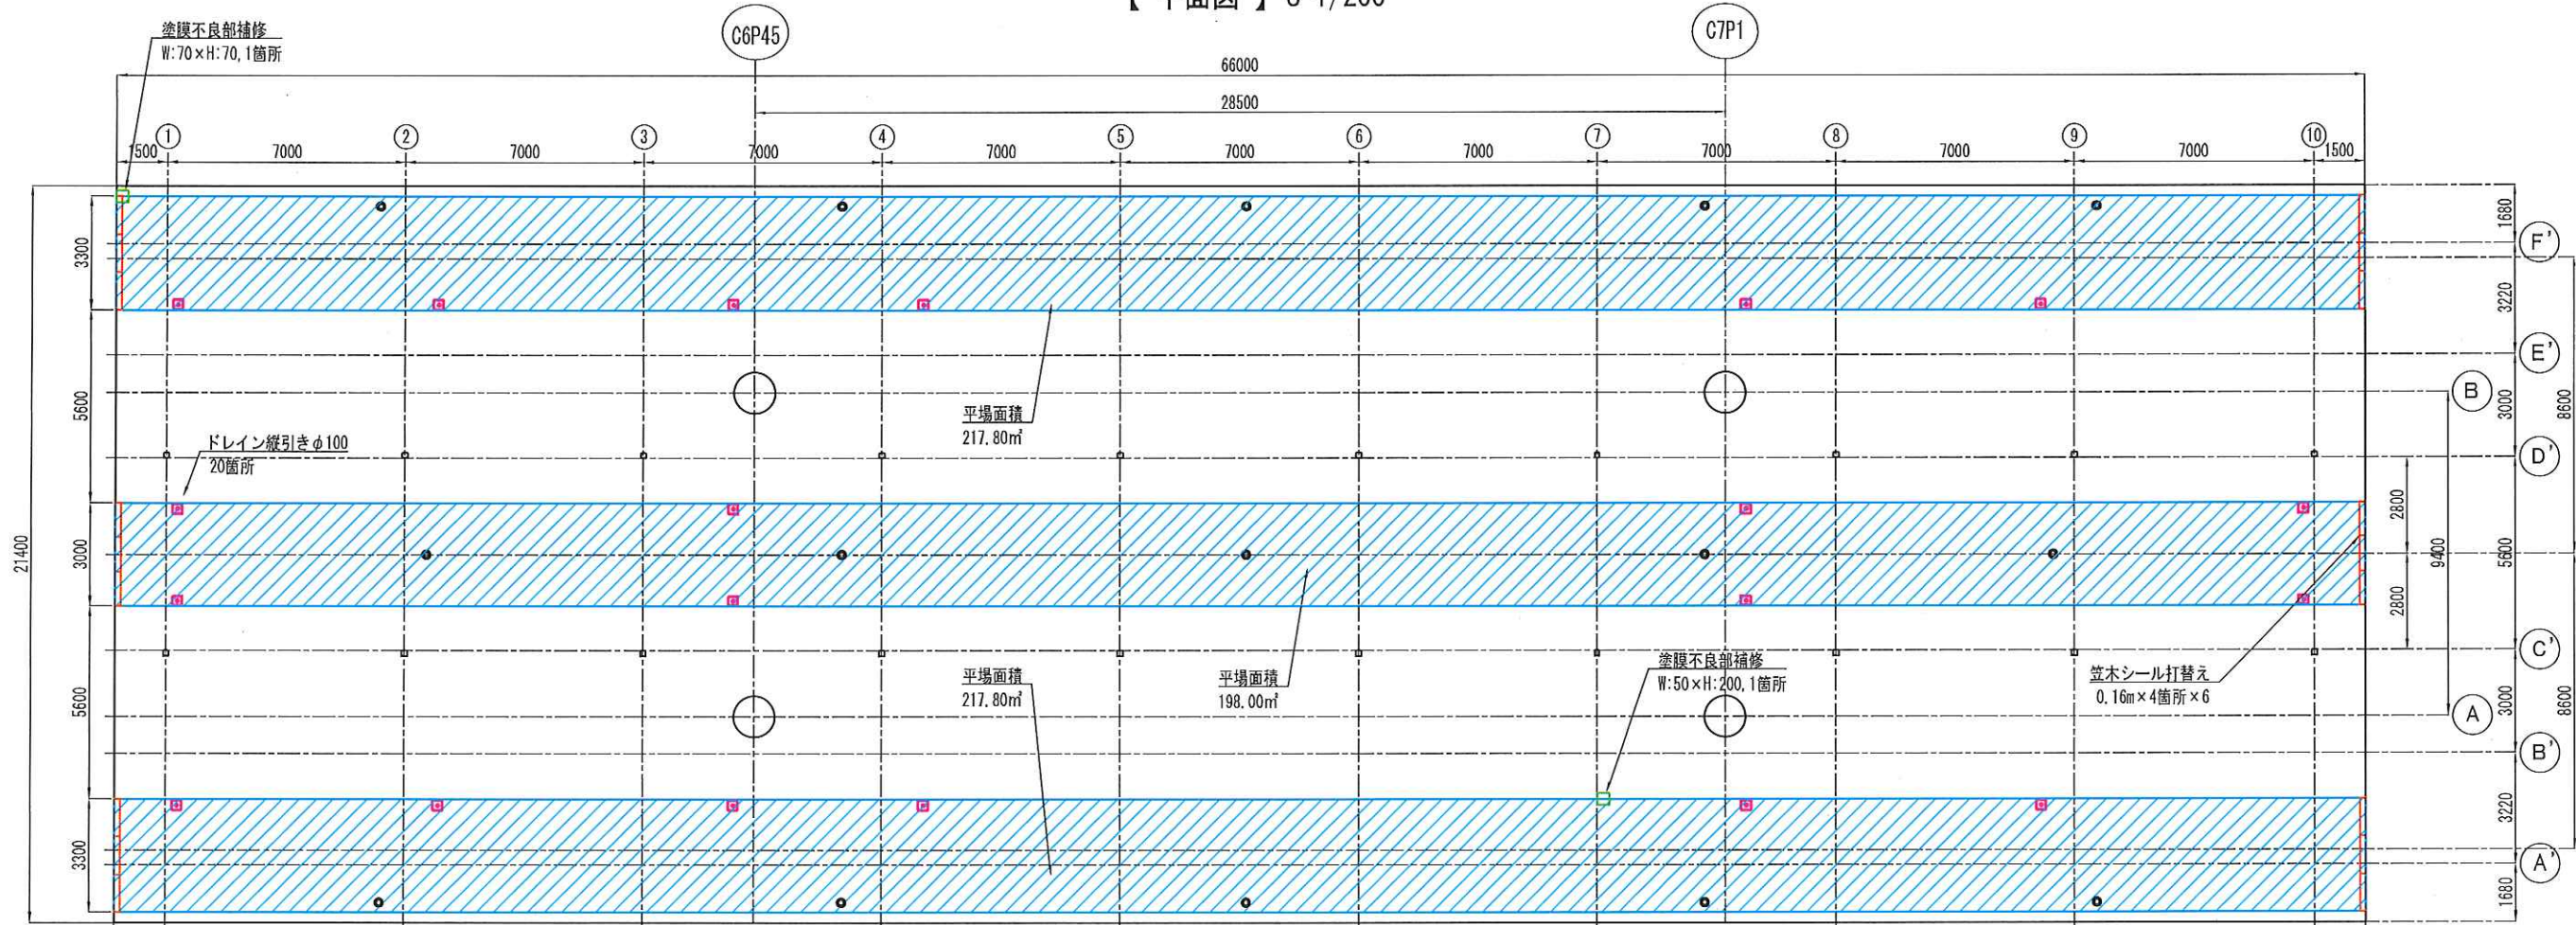 【 平面図 】S=1/200
塗膜不良部補修
W:70×H:70,1箇所
C6P45
C7P1
66000
28500
1
2
3
4
5
6
7
8
9
10
1500
7000
7000
7000
7000
7000
7000
7000
7000
7000
1500
3300
5600
3000
5600
3300
21400
平場面積
217.80㎡
ドレイン縦引きφ100
20箇所
平場面積
217.80㎡
平場面積
198.00㎡
塗膜不良部補修
W:50×H:200,1箇所
笠木シール打替え
0.16m×4箇所×6
1680
3220
3000
5600
3000
3220
1680
2800
2800
9400
8600
8600
F'
E'
B
D'
C'
A
B'
A'